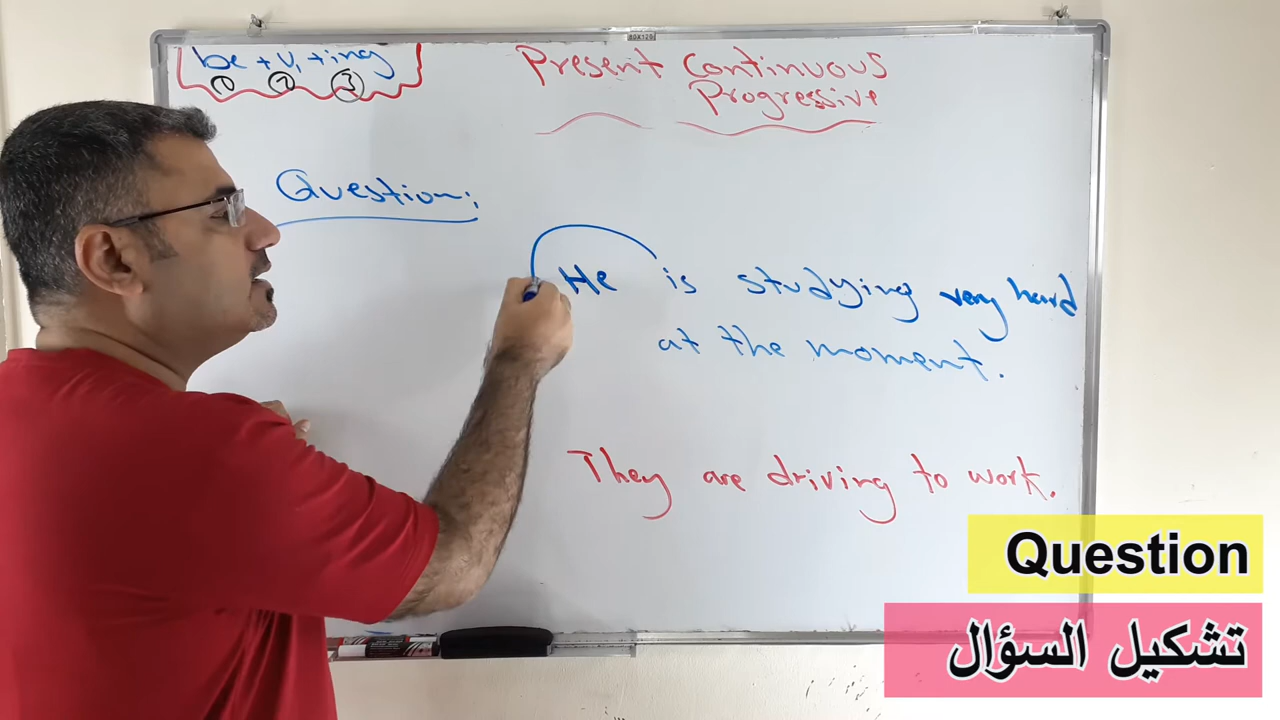 be + v₁ + ing
① ② ③
Present Continuous
Progressive
Question:
He is studying very hard
at the moment.
They are driving to work.
Question
تشكيل السؤال